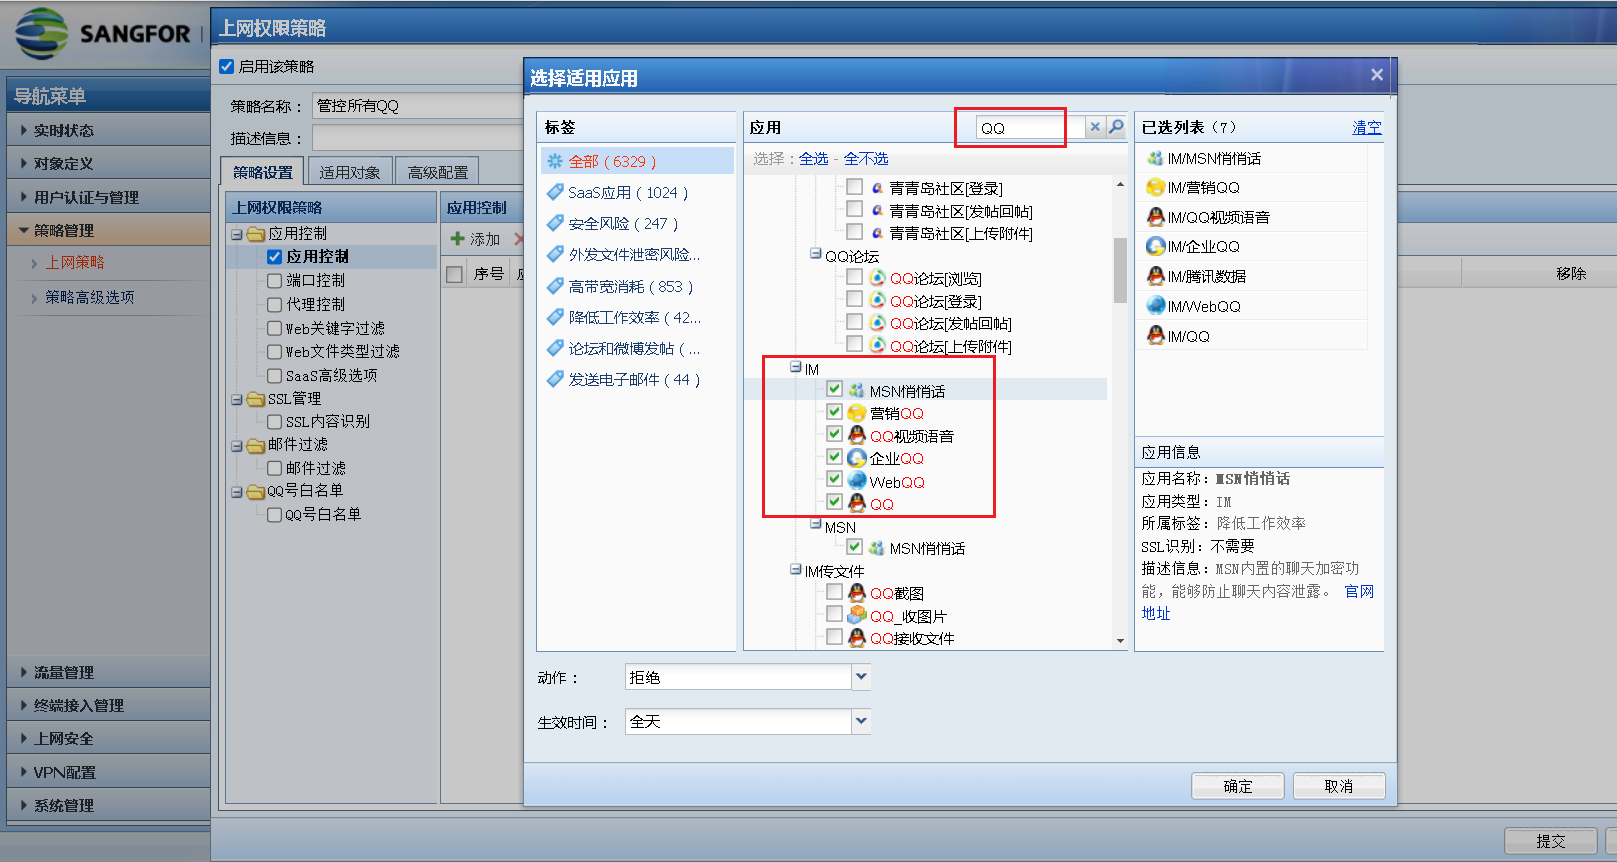 SANGFOR
上网权限策略
启用该策略
导航菜单
实时状态
对象定义
用户认证与管理
策略管理
上网策略
策略高级选项
流量管理
终端接入管理
上网安全
VPN配置
系统管理
策略名称：
管控所有QQ
描述信息：
策略设置
适用对象
高级配置
上网权限策略
应用控制
应用控制
端口控制
代理控制
Web关键字过滤
Web文件类型过滤
SaaS高级选项
SSL管理
SSL内容识别
邮件过滤
邮件过滤
QQ号白名单
QQ号白名单
应用控制
添加
序号
移除
选择适用应用
标签
全部 ( 6329 )
SaaS应用 ( 1024 )
安全风险 ( 247 )
外发文件泄密风险...
高带宽消耗 ( 853 )
降低工作效率 ( 42...
论坛和微博发帖 ( ...
发送电子邮件 ( 44 )
应用
QQ
选择：全选 - 全不选
青青岛社区[登录]
青青岛社区[发帖回帖]
青青岛社区[上传附件]
QQ论坛
QQ论坛[浏览]
QQ论坛[登录]
QQ论坛[发帖回帖]
QQ论坛[上传附件]
IM
MSN悄悄话
营销QQ
QQ视频语音
企业QQ
WebQQ
QQ
MSN
MSN悄悄话
IM传文件
QQ截图
QQ_收图片
QQ接收文件
已选列表（7）
清空
IM/MSN悄悄话
IM/营销QQ
IM/QQ视频语音
IM/企业QQ
IM/腾讯数据
IM/WebQQ
IM/QQ
应用信息
应用名称：MSN悄悄话
应用类型：IM
所属标签：降低工作效率
SSL识别：不需要
描述信息：MSN内置的聊天加密功
能，能够防止聊天内容泄露。 官网
地址
动作：
拒绝
生效时间：
全天
确定
取消
提交